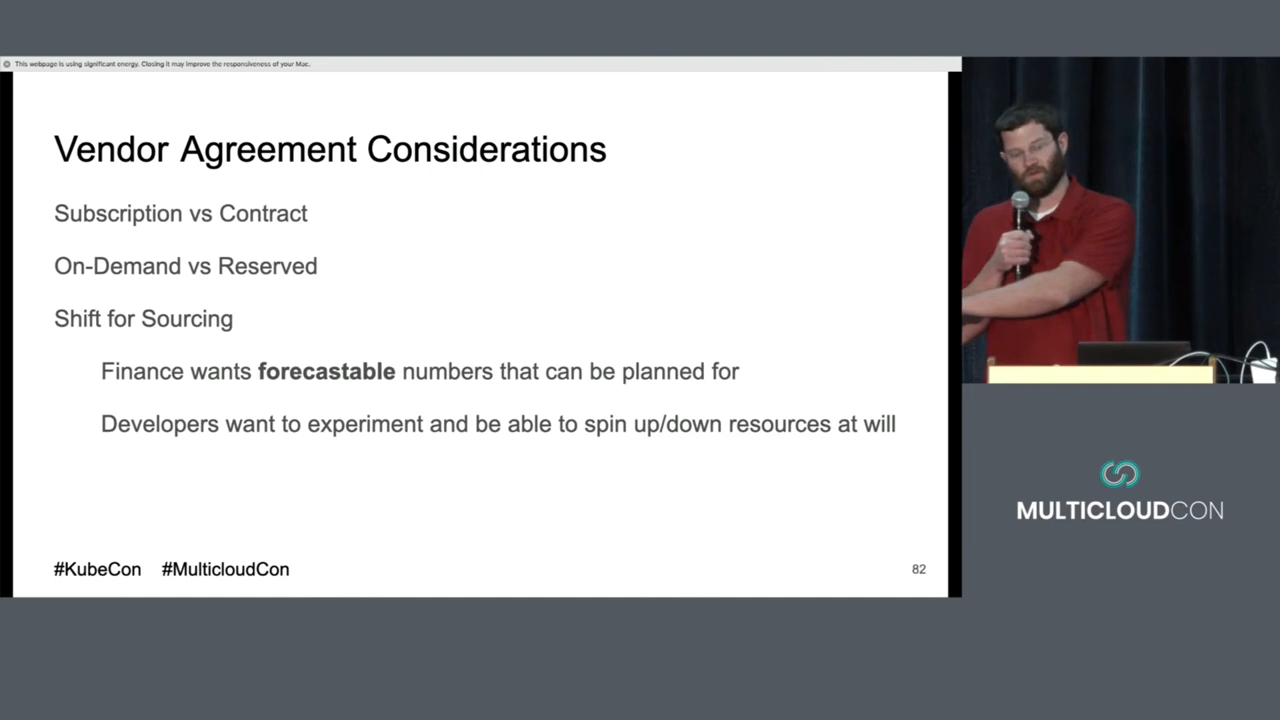 This webpage is using significant energy. Closing it may improve the responsiveness of your Mac.
Vendor Agreement Considerations
Subscription vs Contract
On-Demand vs Reserved
Shift for Sourcing
Finance wants forecastable numbers that can be planned for
Developers want to experiment and be able to spin up/down resources at will
#KubeCon #MulticloudCon
82
MULTICLOUDCON